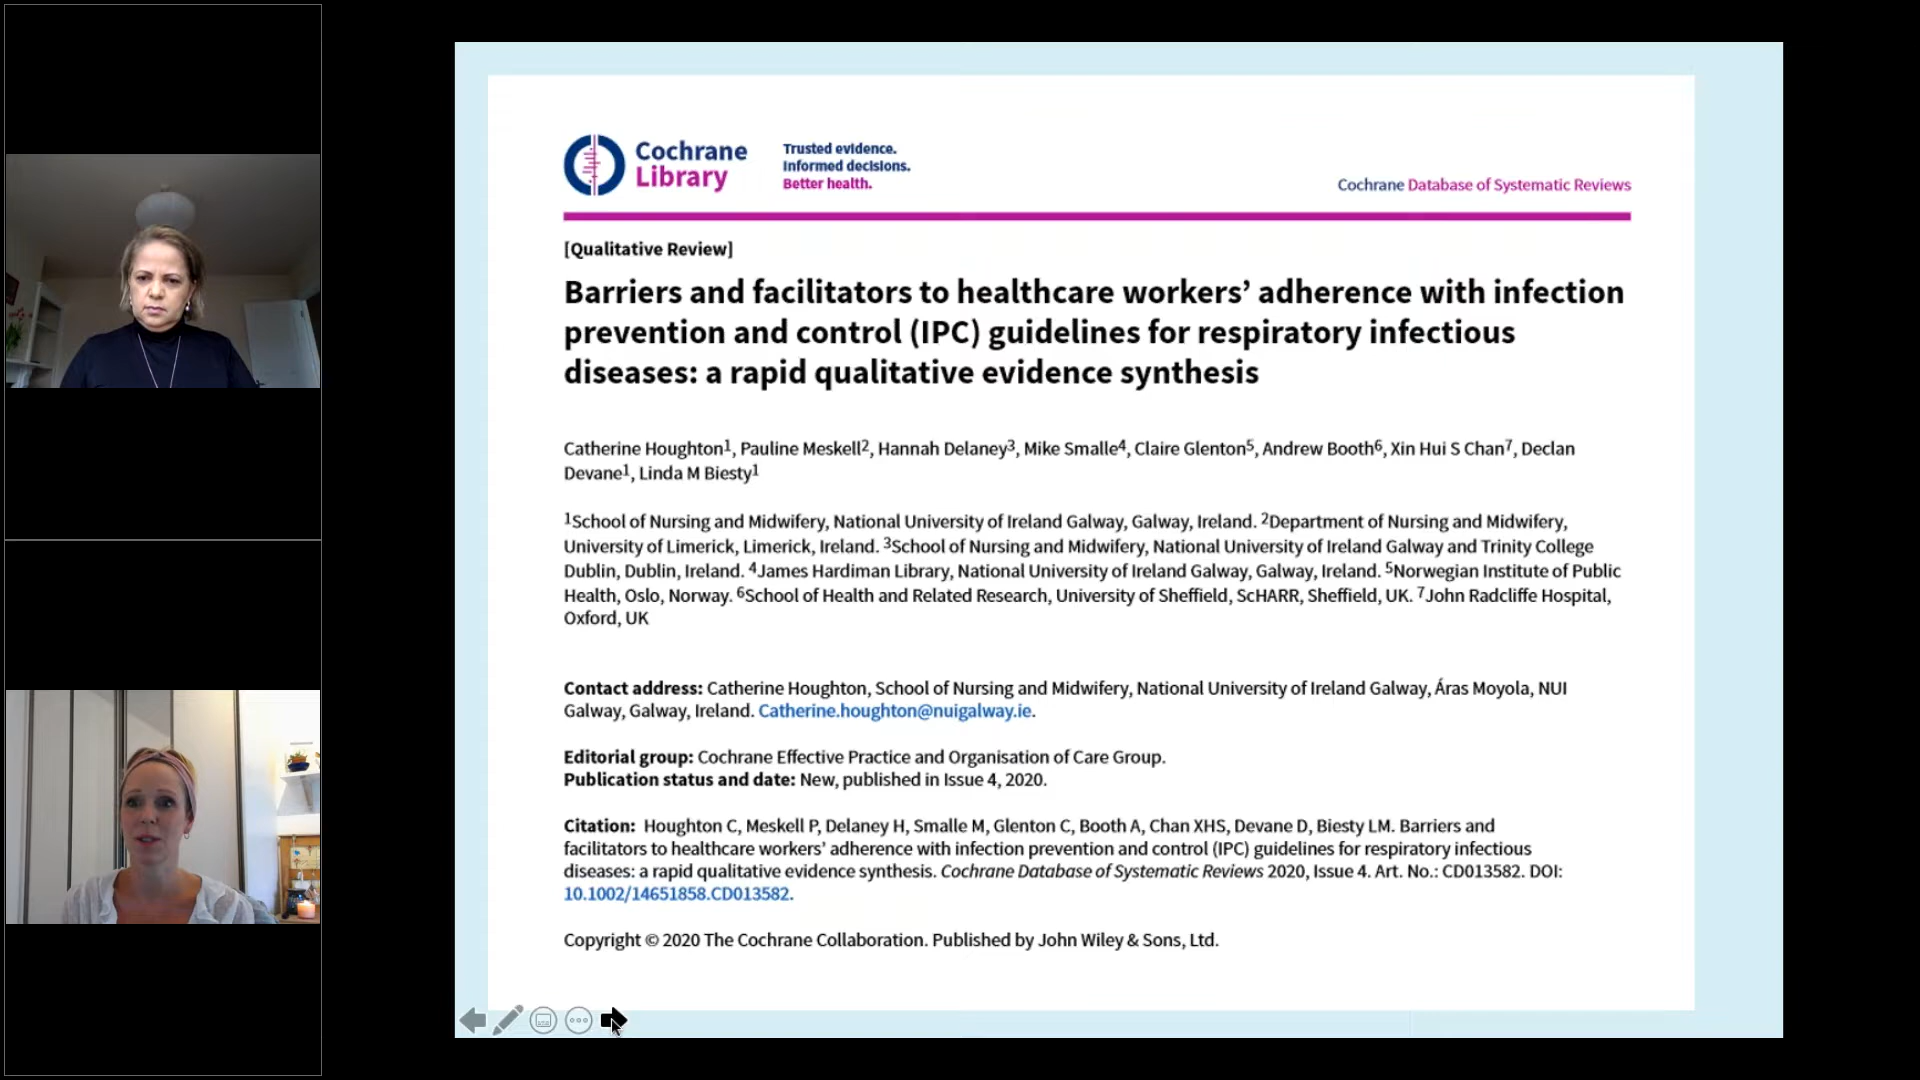 Cochrane
Library
Trusted evidence.
Informed decisions.
Better health.
Cochrane Database of Systematic Reviews
[Qualitative Review]
Barriers and facilitators to healthcare workers’ adherence with infection
prevention and control (IPC) guidelines for respiratory infectious
diseases: a rapid qualitative evidence synthesis
Catherine Houghton1, Pauline Meskell2, Hannah Delaney3, Mike Smalle4, Claire Glenton5, Andrew Booth6, Xin Hui S Chan7, Declan
Devane1, Linda M Biesty1
1School of Nursing and Midwifery, National University of Ireland Galway, Galway, Ireland. 2Department of Nursing and Midwifery,
University of Limerick, Limerick, Ireland. 3School of Nursing and Midwifery, National University of Ireland Galway and Trinity College
Dublin, Dublin, Ireland. 4James Hardiman Library, National University of Ireland Galway, Galway, Ireland. 5Norwegian Institute of Public
Health, Oslo, Norway. 6School of Health and Related Research, University of Sheffield, ScHARR, Sheffield, UK. 7John Radcliffe Hospital,
Oxford, UK
Contact address: Catherine Houghton, School of Nursing and Midwifery, National University of Ireland Galway, Áras Moyola, NUI
Galway, Galway, Ireland. Catherine.houghton@nuigalway.ie.
Editorial group: Cochrane Effective Practice and Organisation of Care Group.
Publication status and date: New, published in Issue 4, 2020.
Citation: Houghton C, Meskell P, Delaney H, Smalle M, Glenton C, Booth A, Chan XHS, Devane D, Biesty LM. Barriers and
facilitators to healthcare workers’ adherence with infection prevention and control (IPC) guidelines for respiratory infectious
diseases: a rapid qualitative evidence synthesis. Cochrane Database of Systematic Reviews 2020, Issue 4. Art. No.: CD013582. DOI:
10.1002/14651858.CD013582.
Copyright © 2020 The Cochrane Collaboration. Published by John Wiley & Sons, Ltd.